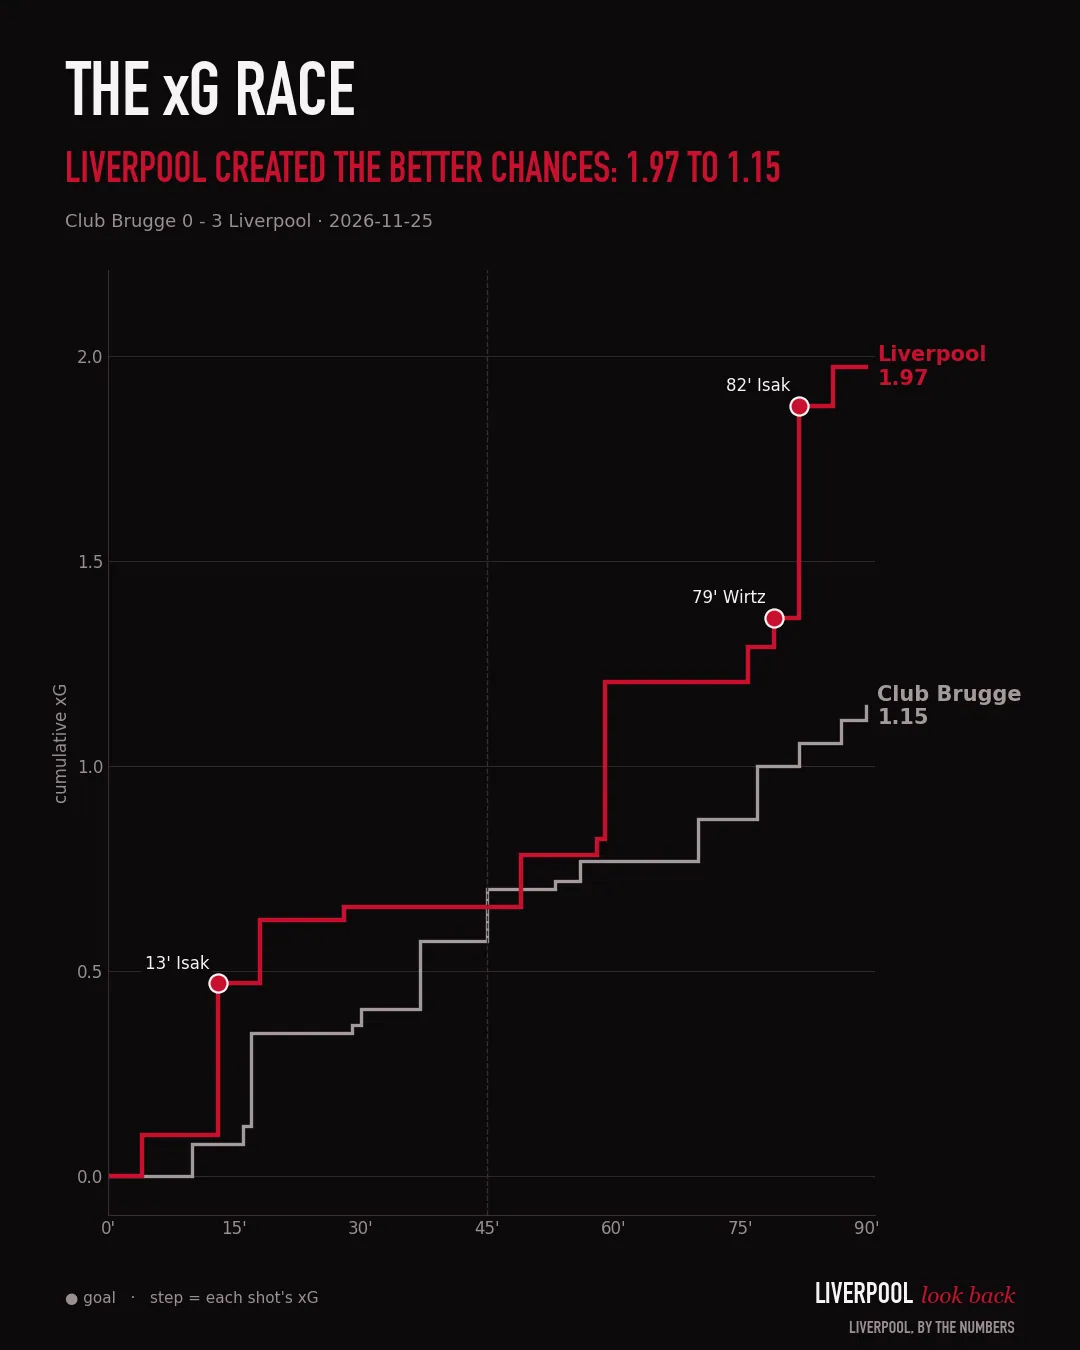 THE xG RACE
LIVERPOOL CREATED THE BETTER CHANCES: 1.97 TO 1.15
Club Brugge 0 - 3 Liverpool · 2026-11-25
2.0
Liverpool
1.97
82' Isak
1.5
79' Wirtz
Club Brugge
1.15
cumulative xG
1.0
13' Isak
0.5
0.0
0' 15' 30' 45' 60' 75' 90'
● goal · step = each shot's xG
LIVERPOOL look back
LIVERPOOL, BY THE NUMBERS